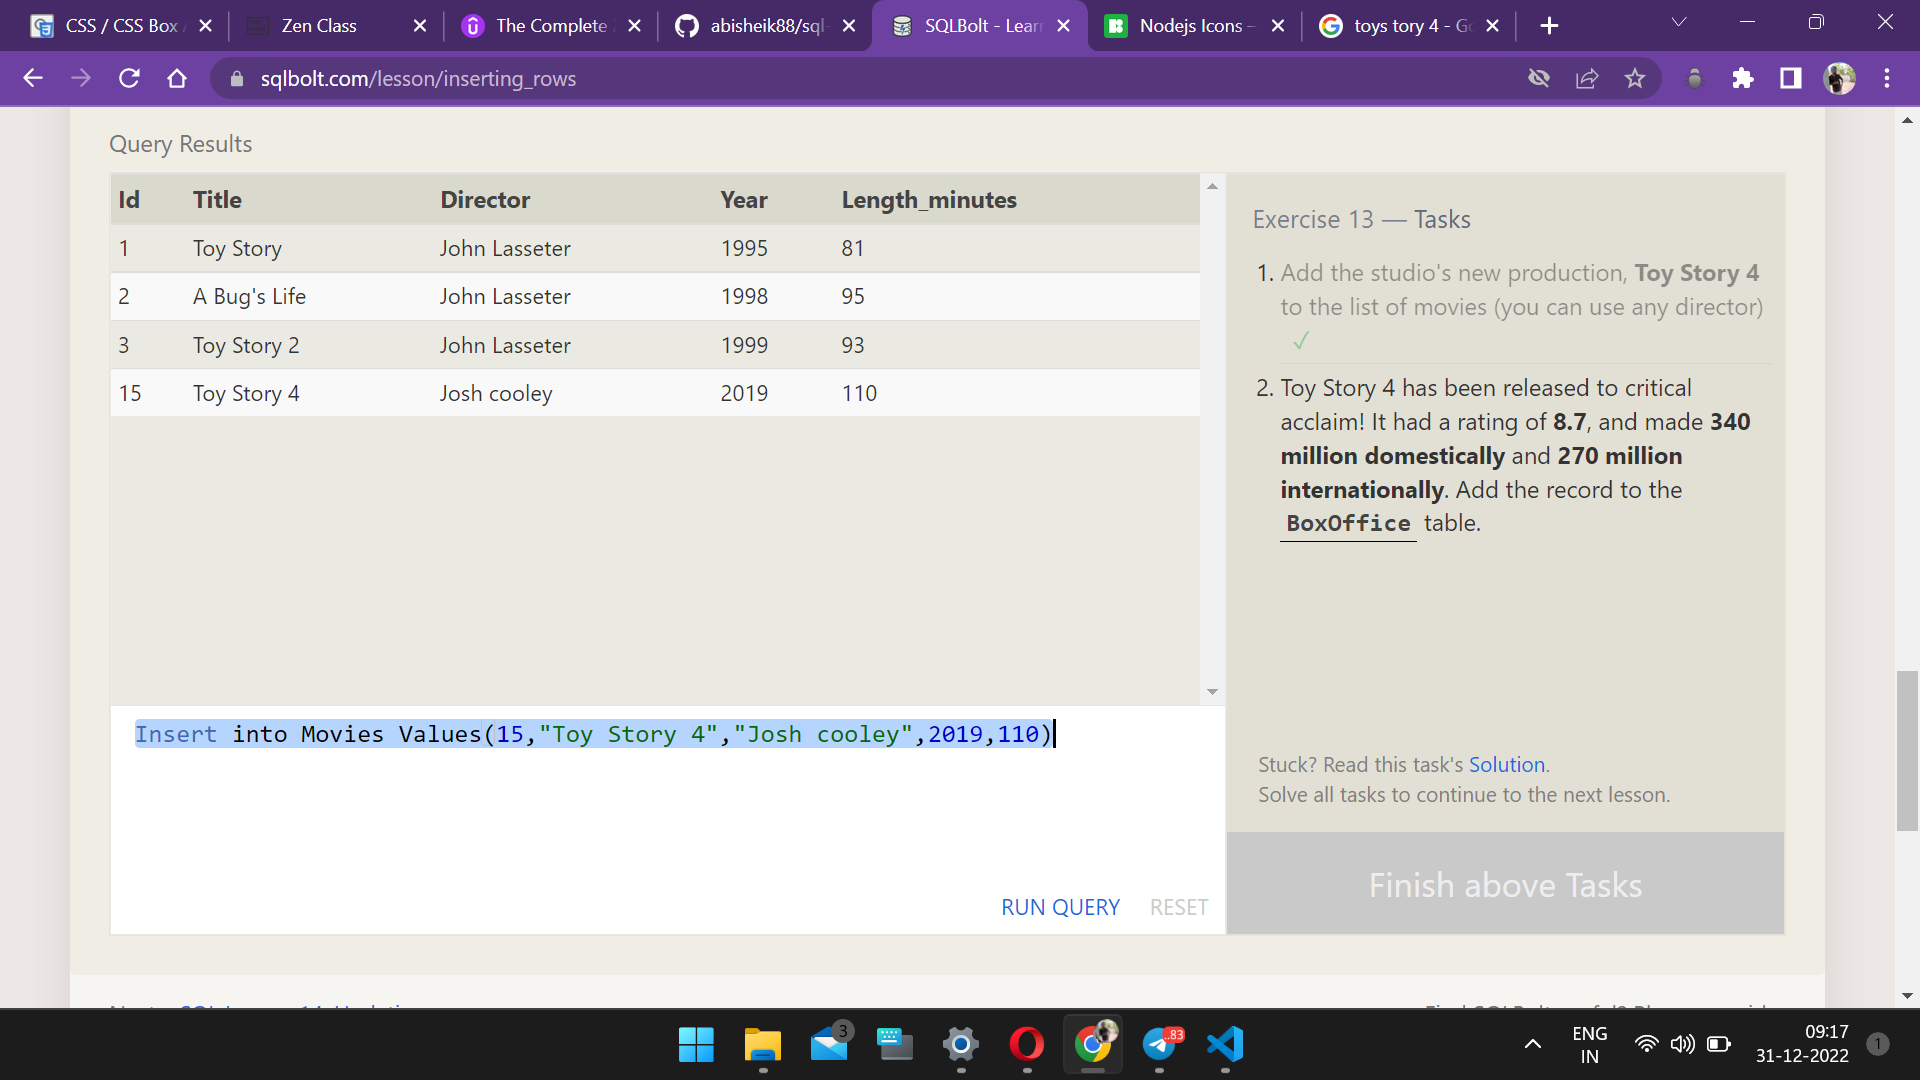 CSS / CSS Box
Zen Class
The Complete
abisheik88/sql-
SQLBolt - Lear
Nodejs Icons –
toys tory 4 - Go
sqlbolt.com/lesson/inserting_rows
Query Results
Id Title Director Year Length_minutes
1 Toy Story John Lasseter 1995 81
2 A Bug's Life John Lasseter 1998 95
3 Toy Story 2 John Lasseter 1999 93
15 Toy Story 4 Josh cooley 2019 110
Insert into Movies Values(15,"Toy Story 4","Josh cooley",2019,110)
RUN QUERY RESET
Exercise 13 — Tasks
1. Add the studio's new production, Toy Story 4
to the list of movies (you can use any director)
✓
2. Toy Story 4 has been released to critical
acclaim! It had a rating of 8.7, and made 340
million domestically and 270 million
internationally. Add the record to the
BoxOffice table.
Stuck? Read this task's Solution.
Solve all tasks to continue to the next lesson.
Finish above Tasks
3
83
ENG
IN
09:17
31-12-2022
1